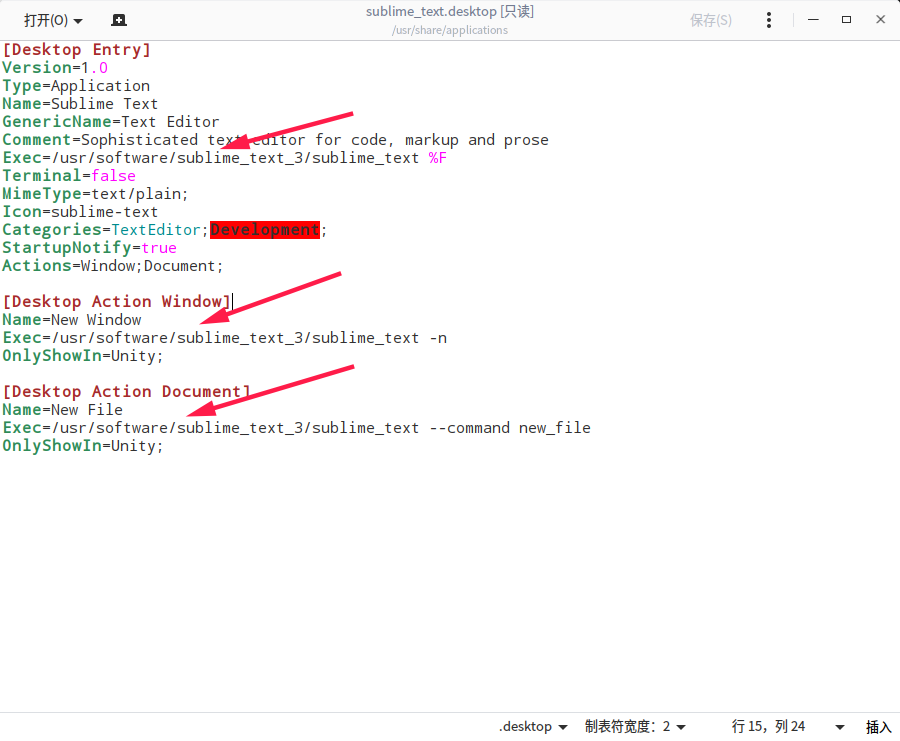 打开(O)
sublime_text.desktop [只读]
/usr/share/applications
保存(S)
[Desktop Entry]
Version=1.0
Type=Application
Name=Sublime Text
GenericName=Text Editor
Comment=Sophisticated text editor for code, markup and prose
Exec=/usr/software/sublime_text_3/sublime_text %F
Terminal=false
MimeType=text/plain;
Icon=sublime-text
Categories=TextEditor;Development;
StartupNotify=true
Actions=Window;Document;
[Desktop Action Window]
Name=New Window
Exec=/usr/software/sublime_text_3/sublime_text -n
OnlyShowIn=Unity;
[Desktop Action Document]
Name=New File
Exec=/usr/software/sublime_text_3/sublime_text --command new_file
OnlyShowIn=Unity;
.desktop 制表符宽度：2 行 15，列 24 插入